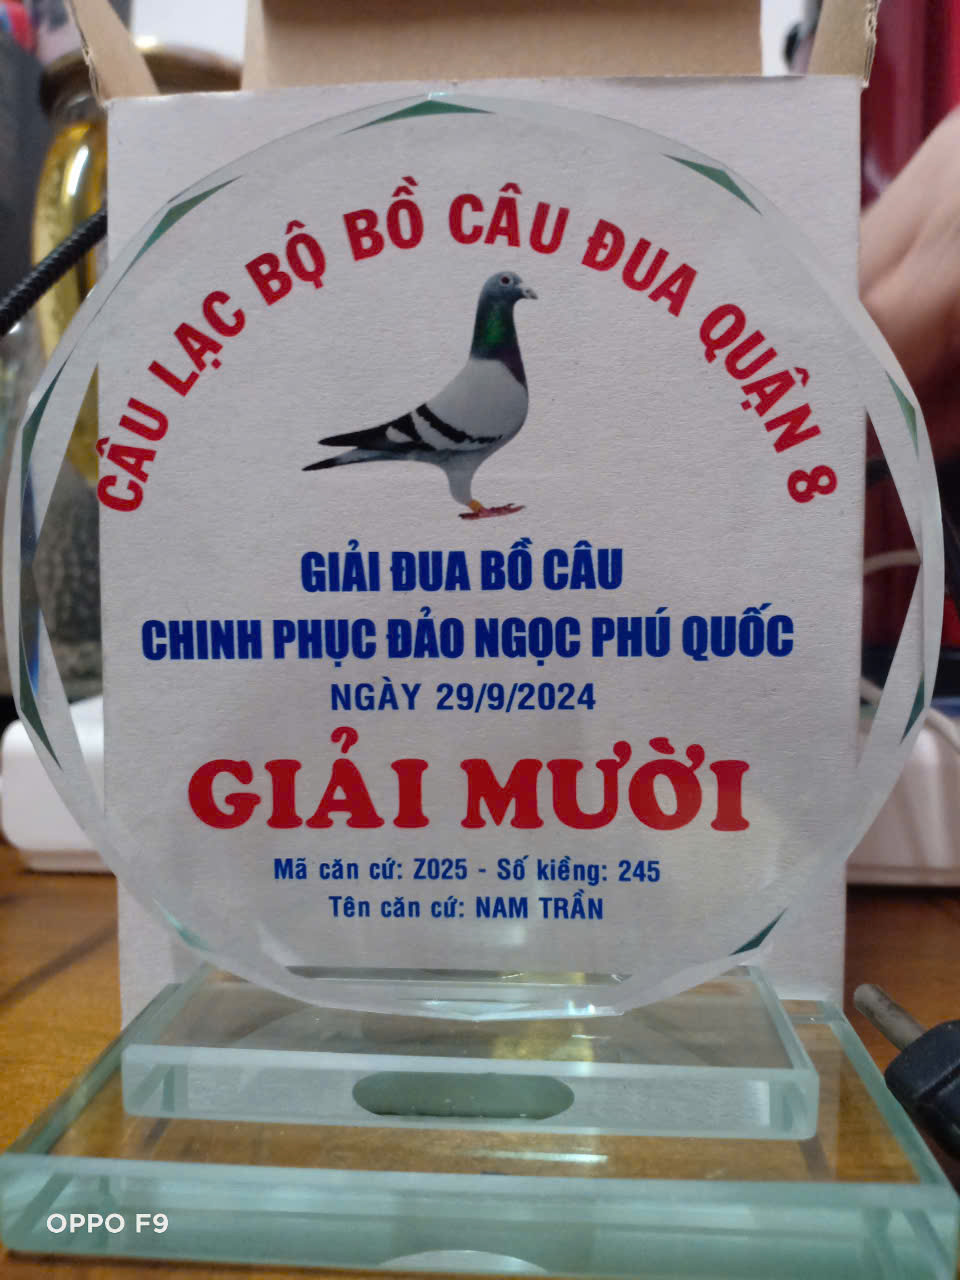 CÂU LẠC BỘ BỒ CÂU ĐUA QUẬN 8
GIẢI ĐUA BỒ CÂU
CHINH PHỤC ĐẢO NGỌC PHÚ QUỐC
NGÀY 29/9/2024
GIẢI MƯỜI
Mã căn cứ: Z025 - Số kiềng: 245
Tên căn cứ: NAM TRẦN
OPPO F9